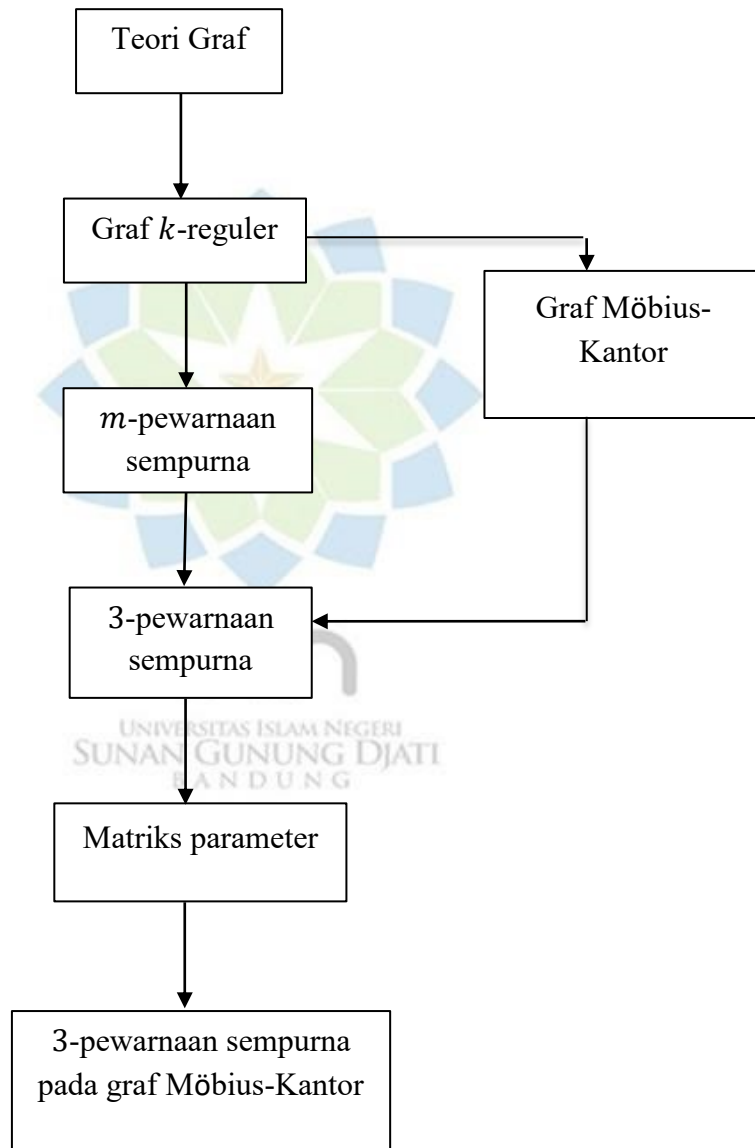 Teori Graf
Graf 𝑘-reguler
Graf Möbius-
Kantor
𝑚-pewarnaan
sempurna
3-pewarnaan
sempurna
UNIVERSITAS ISLAM NEGERI
SUNAN GUNUNG DJATI
BANDUNG
Matriks parameter
3-pewarnaan sempurna
pada graf Möbius-Kantor